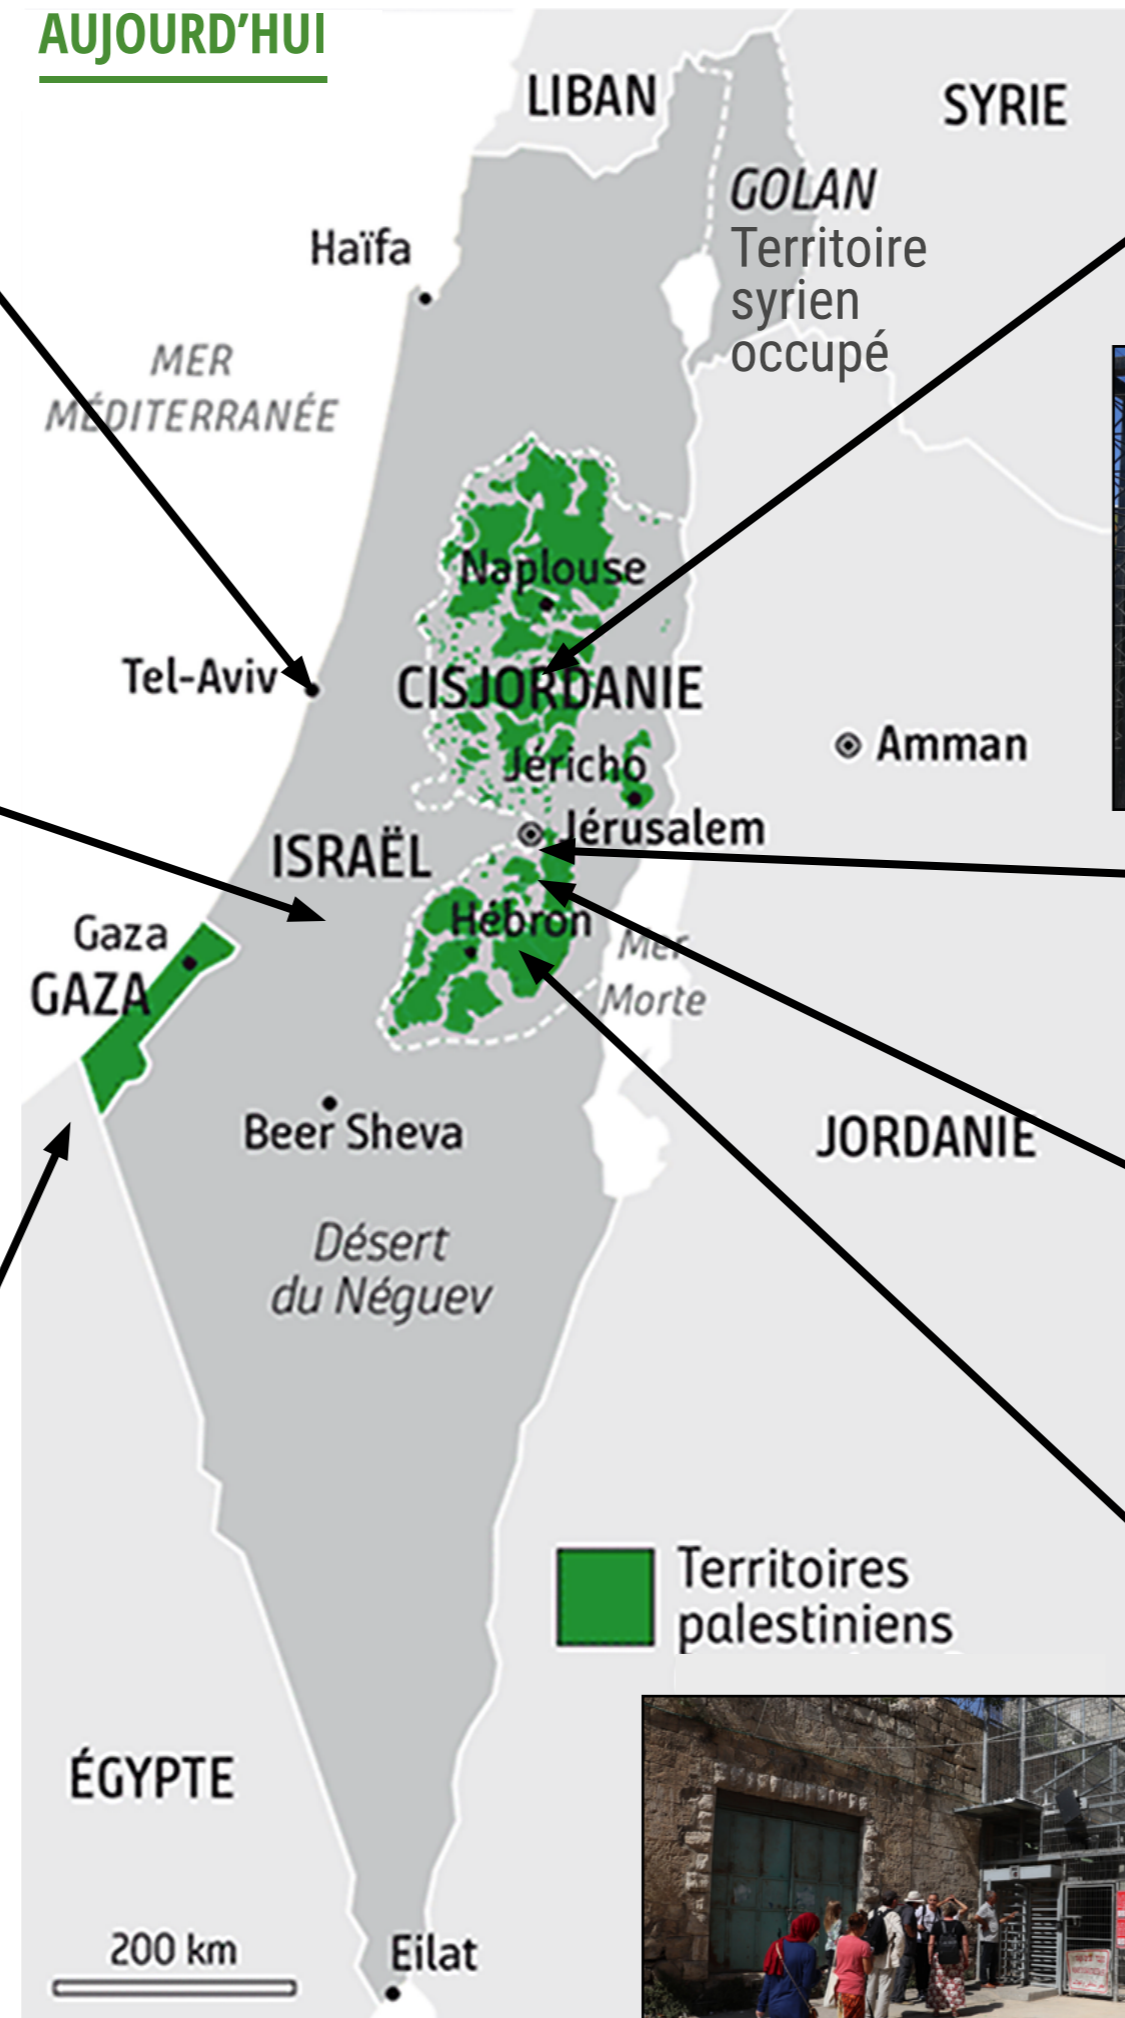 AUJOURD'HUI
LIBAN
SYRIE
GOLAN
Territoire
syrien
occupé
Haïfa
MER
MÉDITERRANÉE
Naplouse
Tel-Aviv
CISJORDANIE
Amman
Jéricho
Jérusalem
ISRAËL
Hébron
Gaza
GAZA
Mer
Morte
Beer Sheva
JORDANIE
Désert
du Néguev
Territoires
palestiniens
ÉGYPTE
200 km
Eilat